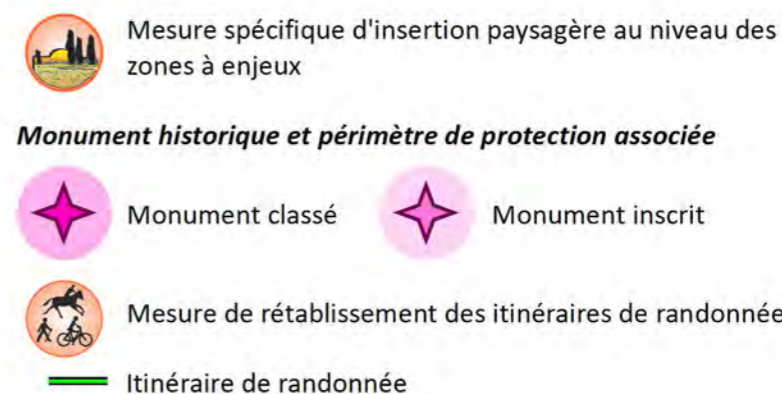 Mesure spécifique d'insertion paysagère au niveau des
zones à enjeux
Monument historique et périmètre de protection associée
Monument classé
Monument inscrit
Mesure de rétablissement des itinéraires de randonnée
Itinéraire de randonnée